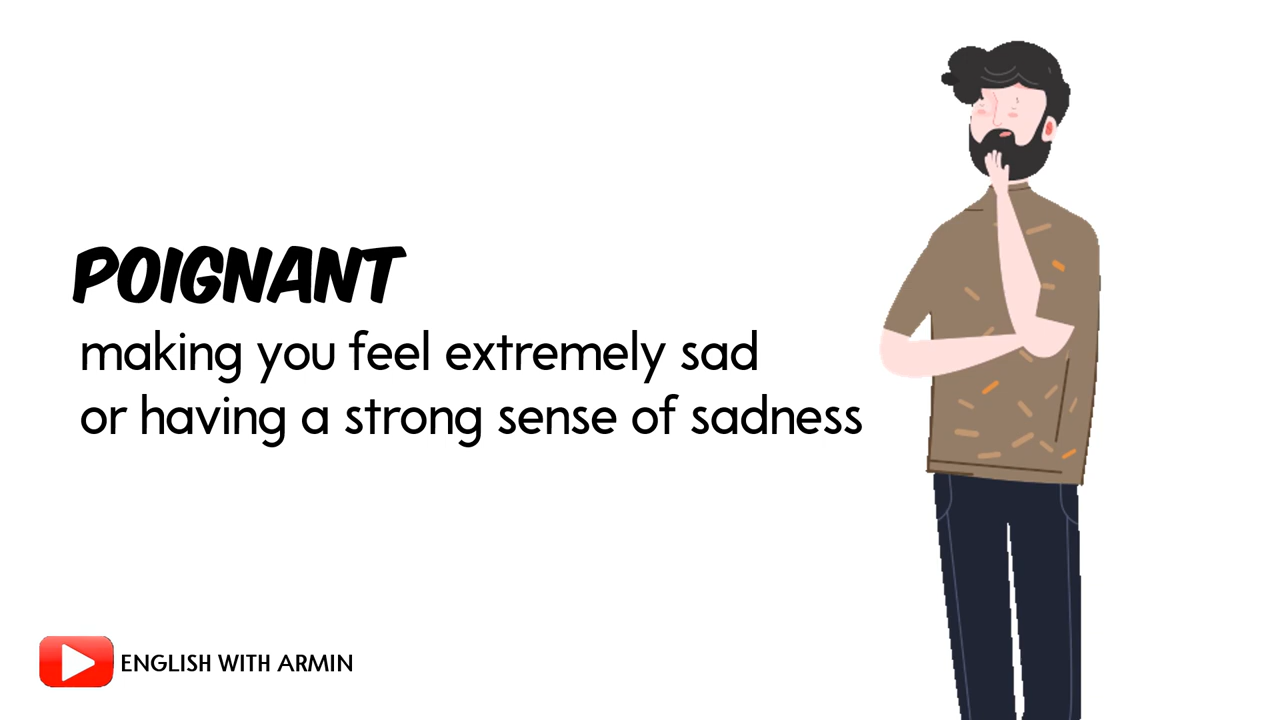 POIGNANT
making you feel extremely sad
or having a strong sense of sadness
ENGLISH WITH ARMIN